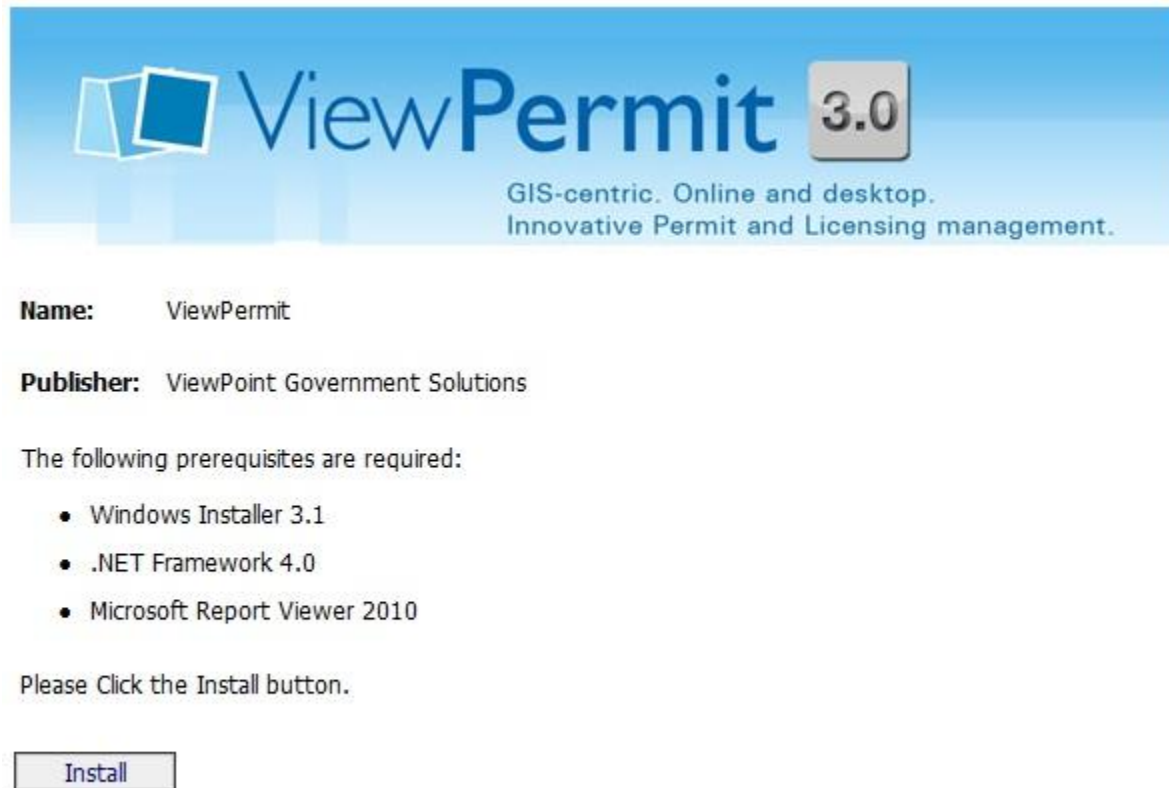 ViewPermit 3.0
GIS-centric. Online and desktop.
Innovative Permit and Licensing management.
Name: ViewPermit
Publisher: ViewPoint Government Solutions
The following prerequisites are required:
• Windows Installer 3.1
• .NET Framework 4.0
• Microsoft Report Viewer 2010
Please Click the Install button.
Install